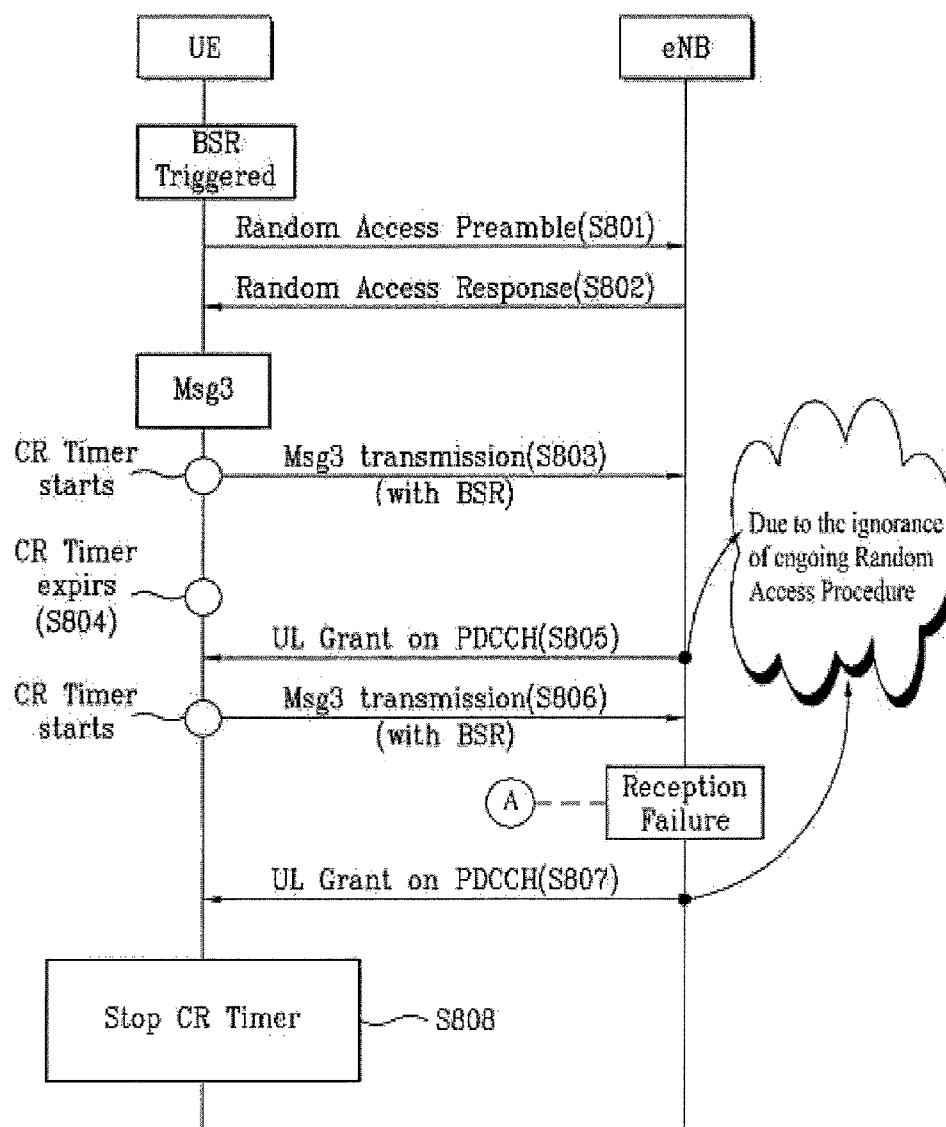 UE
eNB
BSR
Triggered
Random Access Preamble(S801)
Random Access Response(S802)
Msg3
CR Timer
starts
Msg3 transmission(S803)
(with BSR)
Due to the ignorance
of ongoing Random
Access Procedure
CR Timer
expirs
(S804)
UL Grant on PDCCH(S805)
CR Timer
starts
Msg3 transmission(S806)
(with BSR)
A
Reception
Failure
UL Grant on PDCCH(S807)
Stop CR Timer
S808